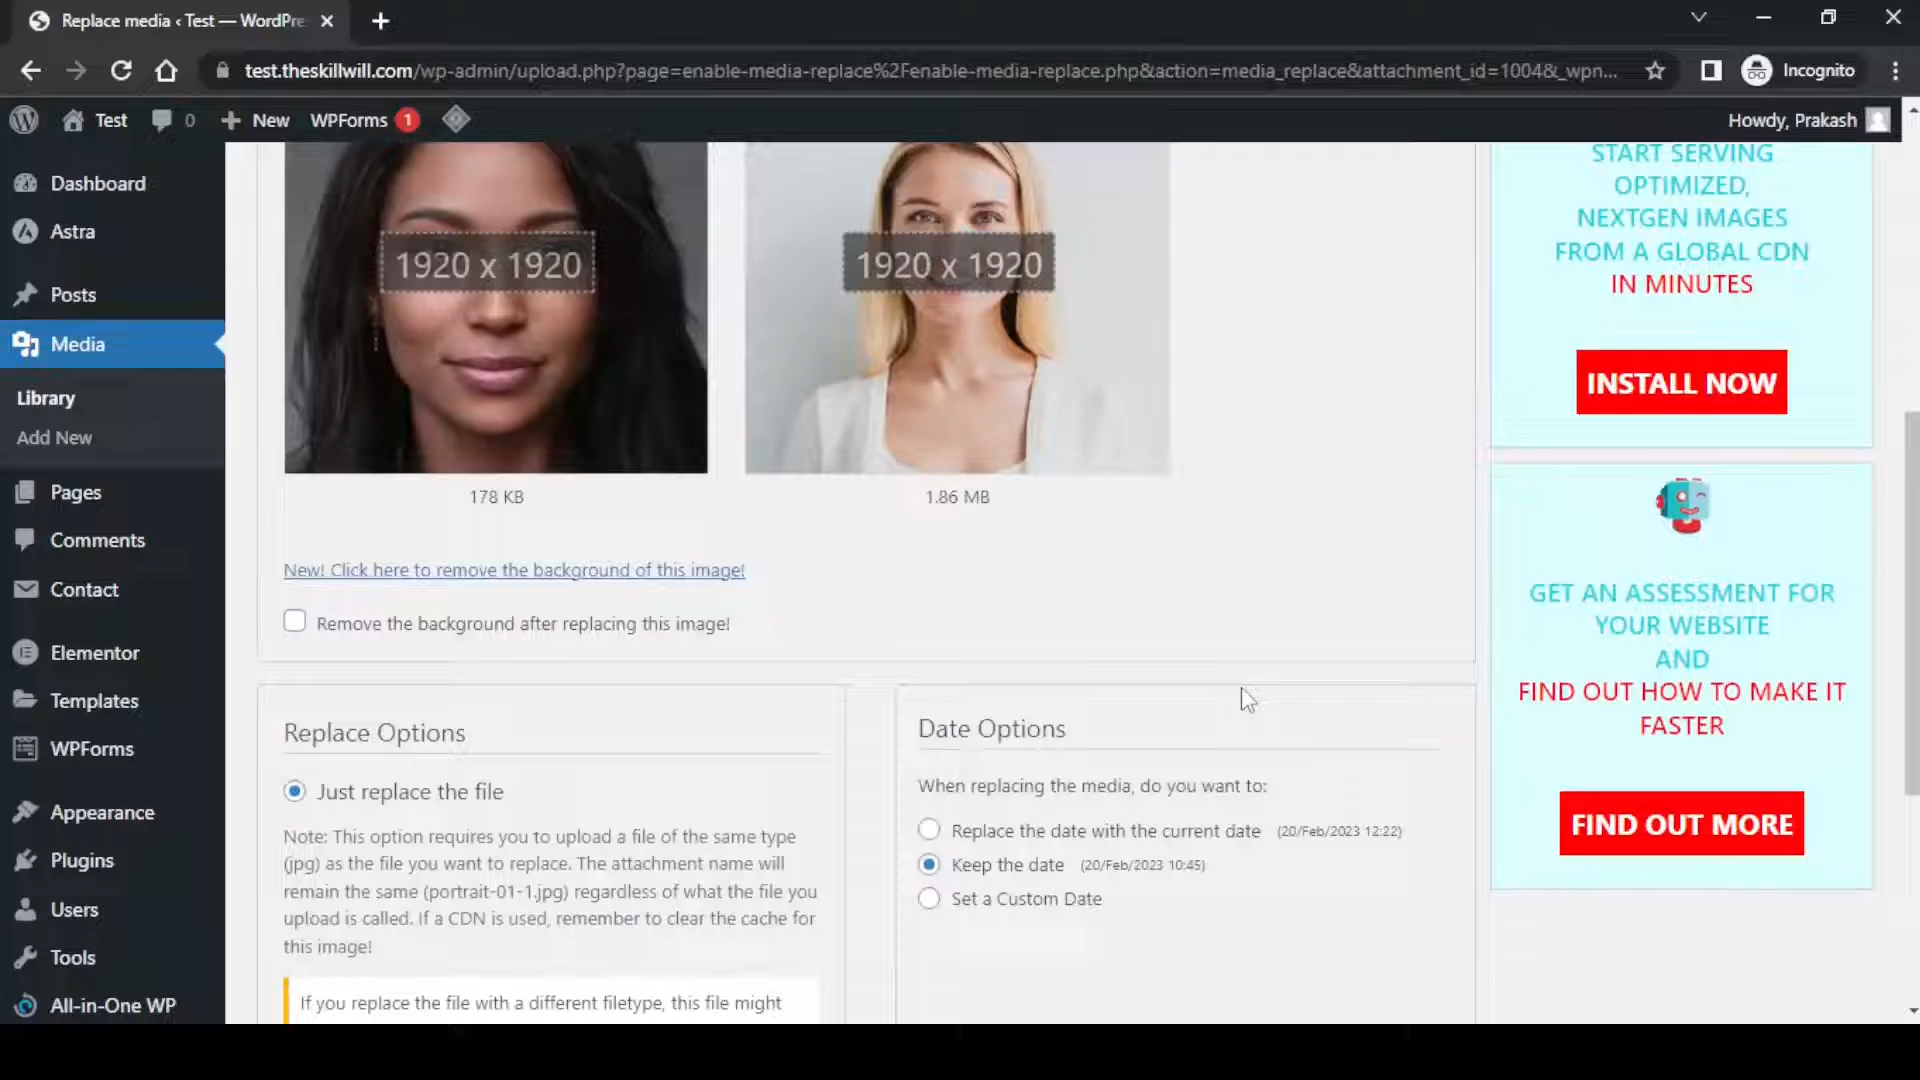 Replace media ‹ Test — WordPre
test.theskillwill.com/wp-admin/upload.php?page=enable-media-replace%2Fenable-media-replace.php&action=media_replace&attachment_id=1004&_wpn...
Incognito
Test
0
New
WPForms
1
Howdy, Prakash
Dashboard
Astra
Posts
Media
Library
Add New
Pages
Comments
Contact
Elementor
Templates
WPForms
Appearance
Plugins
Users
Tools
All-in-One WP
1920 x 1920
1920 x 1920
178 KB
1.86 MB
New! Click here to remove the background of this image!
Remove the background after replacing this image!
Replace Options
Just replace the file
Note: This option requires you to upload a file of the same type
(jpg) as the file you want to replace. The attachment name will
remain the same (portrait-01-1.jpg) regardless of what the file you
upload is called. If a CDN is used, remember to clear the cache for
this image!
If you replace the file with a different filetype, this file might
Date Options
When replacing the media, do you want to:
Replace the date with the current date (20/Feb/2023 12:22)
Keep the date (20/Feb/2023 10:45)
Set a Custom Date
START SERVING
OPTIMIZED,
NEXTGEN IMAGES
FROM A GLOBAL CDN
IN MINUTES
INSTALL NOW
GET AN ASSESSMENT FOR
YOUR WEBSITE
AND
FIND OUT HOW TO MAKE IT
FASTER
FIND OUT MORE